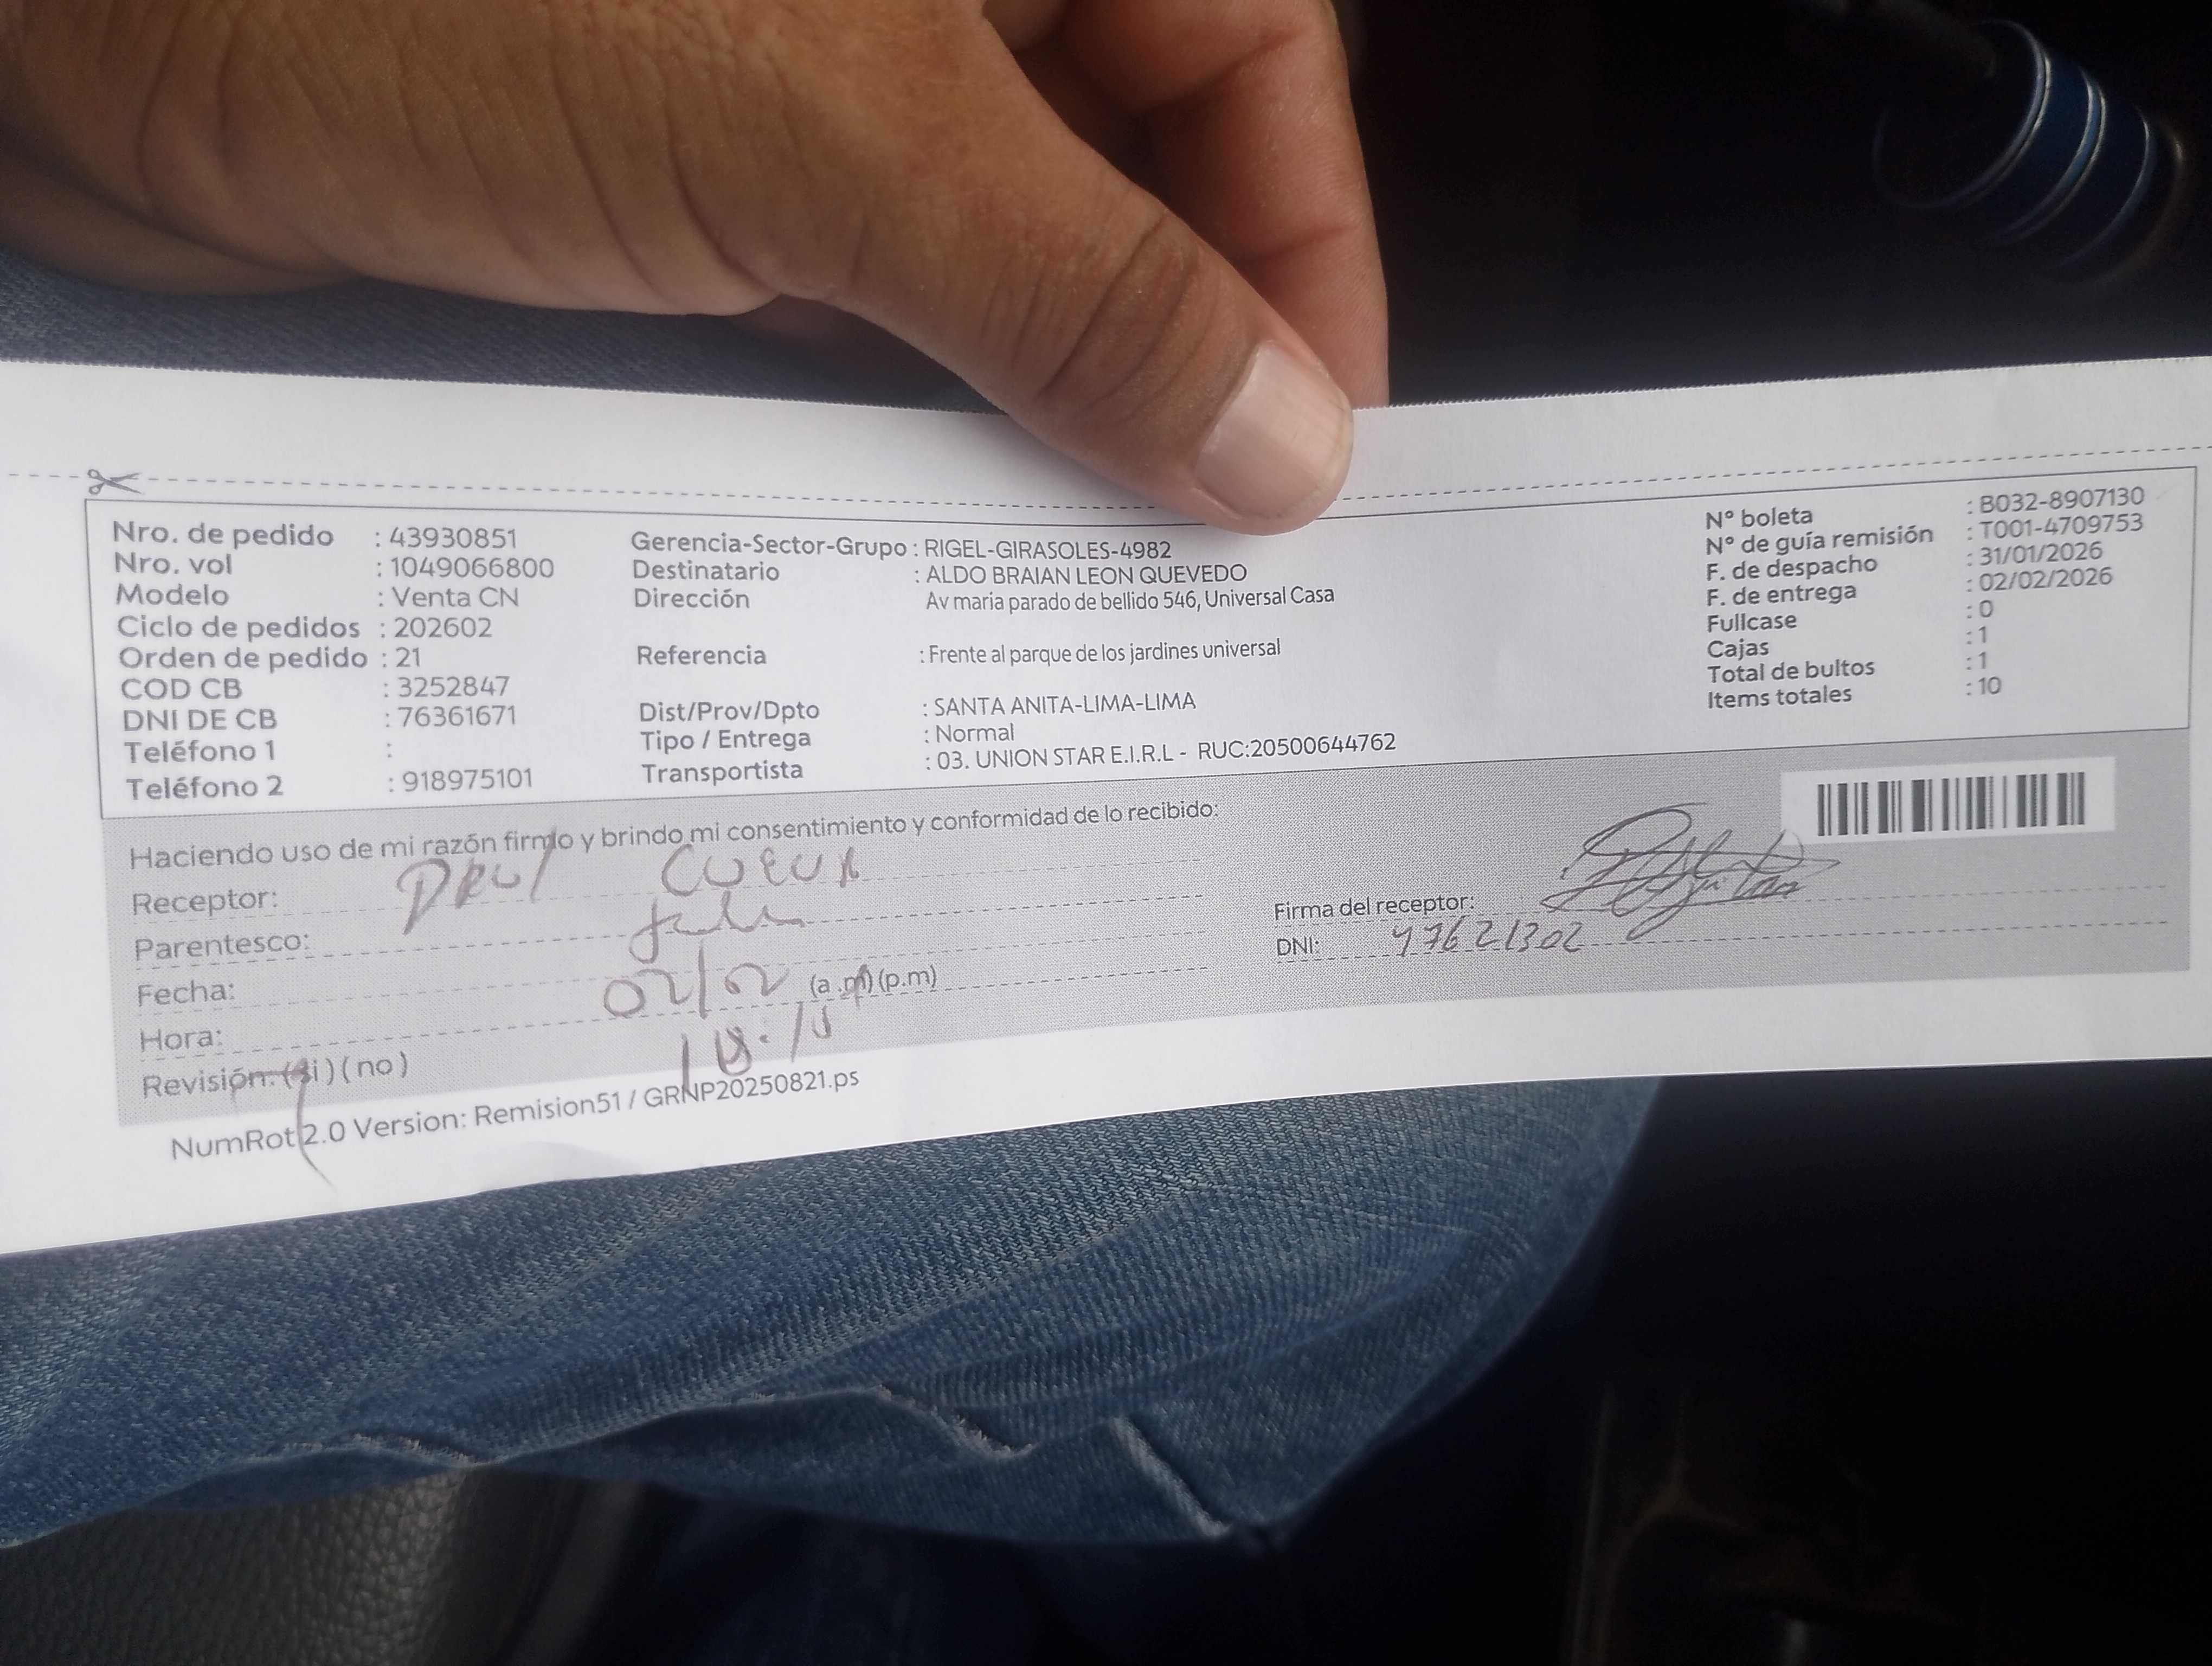 Nro. de pedido : 43930851
Nro. vol : 1049066800
Modelo : Venta CN
Ciclo de pedidos : 202602
Orden de pedido : 21
COD CB : 3252847
DNI DE CB : 76361671
Teléfono 1 :
Teléfono 2 : 918975101
Gerencia-Sector-Grupo : RIGEL-GIRASOLES-4982
Destinatario : ALDO BRAIAN LEON QUEVEDO
Dirección Av maria parado de bellido 546, Universal Casa
Referencia : Frente al parque de los jardines universal
Dist/Prov/Dpto : SANTA ANITA-LIMA-LIMA
Tipo / Entrega : Normal
Transportista : 03. UNION STAR E.I.R.L - RUC:20500644762
N° boleta : B032-8907130
N° de guía remisión : T001-4709753
F. de despacho : 31/01/2026
F. de entrega : 02/02/2026
Fullcase : 0
Cajas : 1
Total de bultos : 1
Items totales : 10
Haciendo uso de mi razón firmo y brindo mi consentimiento y conformidad de lo recibido:
Receptor:
Parentesco:
Fecha: 02/02 (a.m) (p.m)
Hora:
Revisión: (si) (no)
Firma del receptor:
DNI: 47621302
NumRot 2.0 Version: Remision51 / GRNP20250821.ps